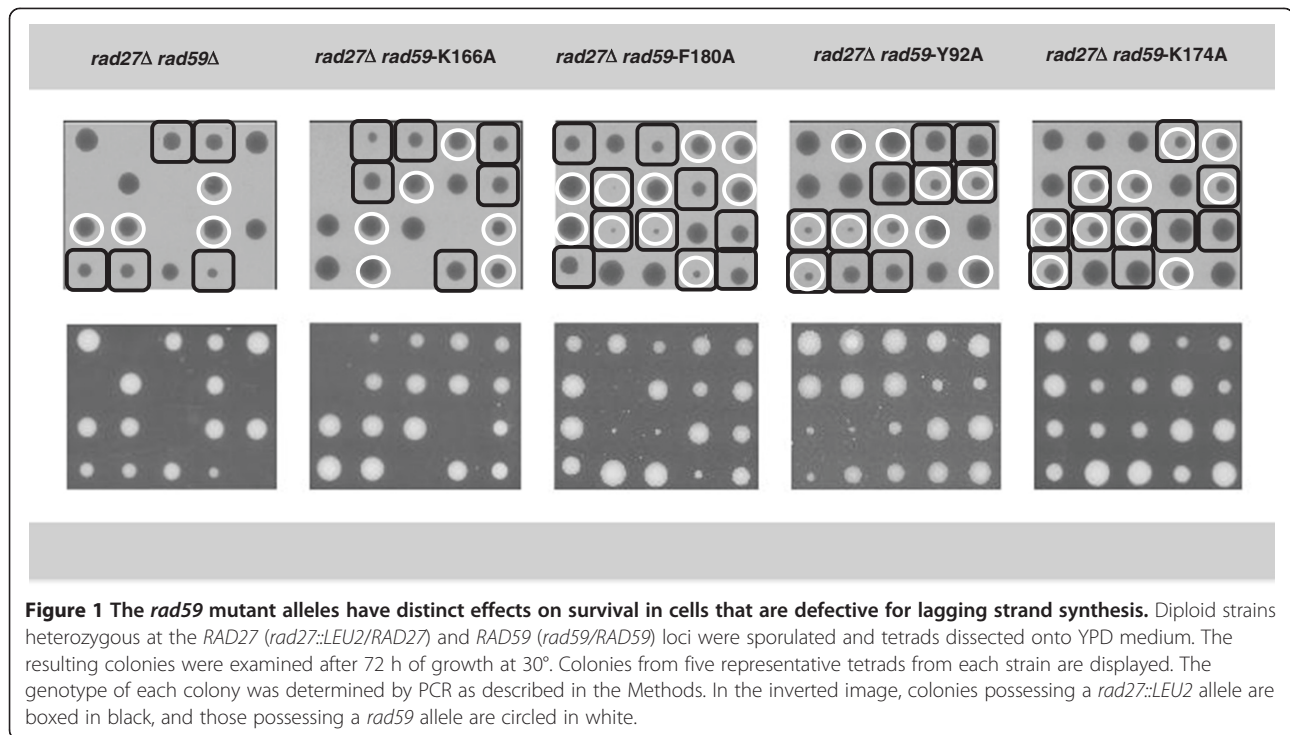 rad27Δ rad59Δ rad27Δ rad59-K166A rad27Δ rad59-F180A rad27Δ rad59-Y92A rad27Δ rad59-K174A
Figure 1 The rad59 mutant alleles have distinct effects on survival in cells that are defective for lagging strand synthesis. Diploid strains
heterozygous at the RAD27 (rad27::LEU2/RAD27) and RAD59 (rad59/RAD59) loci were sporulated and tetrads dissected onto YPD medium. The
resulting colonies were examined after 72 h of growth at 30°. Colonies from five representative tetrads from each strain are displayed. The
genotype of each colony was determined by PCR as described in the Methods. In the inverted image, colonies possessing a rad27::LEU2 allele are
boxed in black, and those possessing a rad59 allele are circled in white.